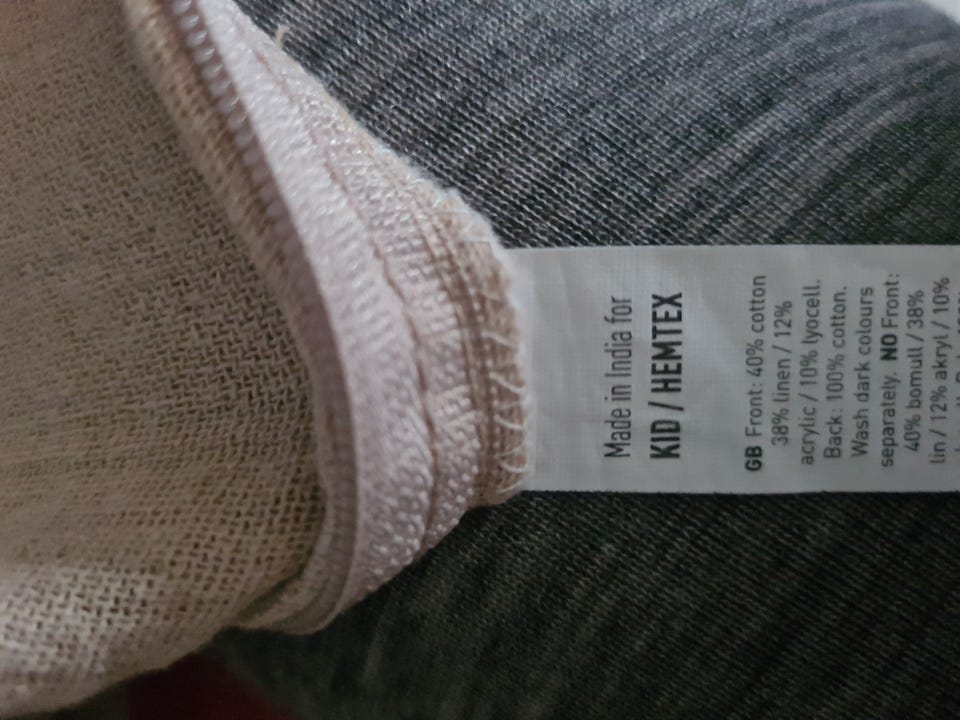 Made in India for
KID / HEMTEX
GB Front: 40% cotton
38% linen / 12%
acrylic / 10% lyocell.
Back: 100% cotton.
Wash dark colours
separately. NO Front:
40% bomull / 38%
lin / 12% akryl / 10%